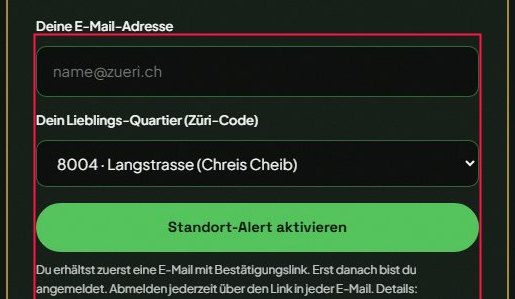 Deine E-Mail-Adresse
name@zueri.ch
Dein Lieblings-Quartier (Züri-Code)
8004 · Langstrasse (Chreis Cheib)
Standort-Alert aktivieren
Du erhältst zuerst eine E-Mail mit Bestätigungslink. Erst danach bist du
angemeldet. Abmelden jederzeit über den Link in jeder E-Mail. Details: